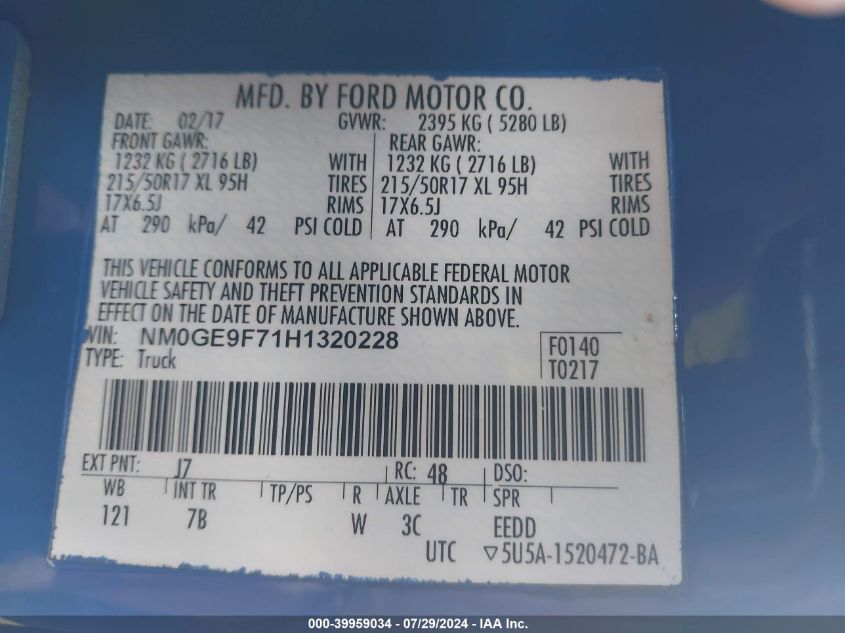 MFD. BY FORD MOTOR CO.
DATE: 02/17 GVWR: 2395 KG ( 5280 LB)
FRONT GAWR: REAR GAWR:
1232 KG ( 2716 LB) WITH 1232 KG ( 2716 LB) WITH
215/50R17 XL 95H TIRES 215/50R17 XL 95H TIRES
17X6.5J RIMS 17X6.5J RIMS
AT 290 kPa/ 42 PSI COLD AT 290 kPa/ 42 PSI COLD
THIS VEHICLE CONFORMS TO ALL APPLICABLE FEDERAL MOTOR
VEHICLE SAFETY AND THEFT PREVENTION STANDARDS IN
EFFECT ON THE DATE OF MANUFACTURE SHOWN ABOVE.
VIN: NM0GE9F71H1320228 F0140
TYPE: Truck T0217
EXT PNT: J7 RC: 48 DSO:
WB INT TR TP/PS R AXLE TR SPR
121 7B W 3C EEDD
UTC ▽5U5A-1520472-BA
000-39959034 / 07/29/2024 - IAA Inc.